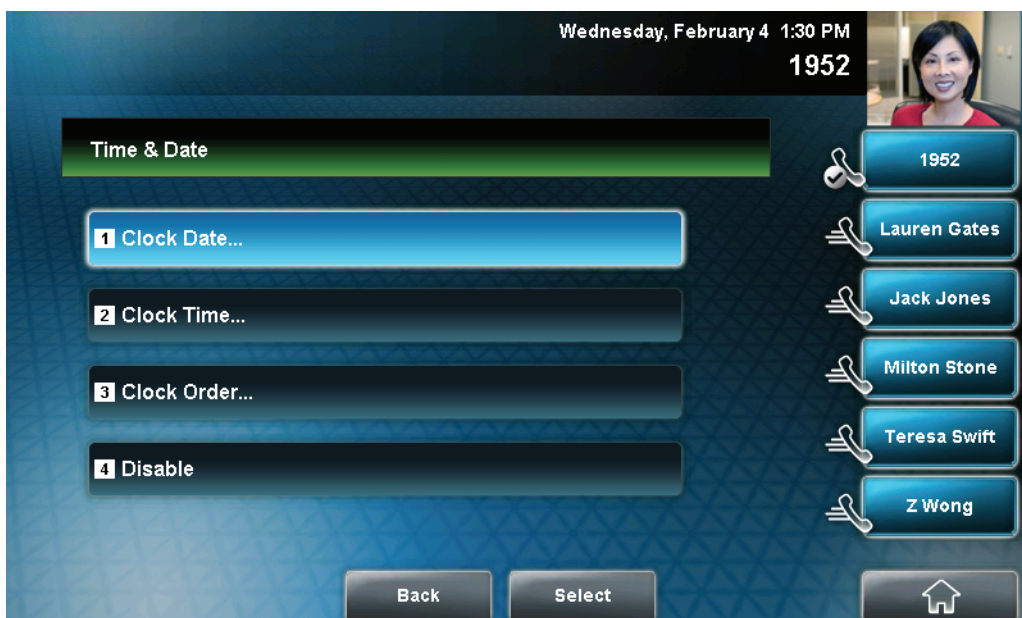 Wednesday, February 4 1:30 PM
1952
Time & Date
1 Clock Date...
2 Clock Time...
3 Clock Order...
4 Disable
1952
Lauren Gates
Jack Jones
Milton Stone
Teresa Swift
Z Wong
Back
Select